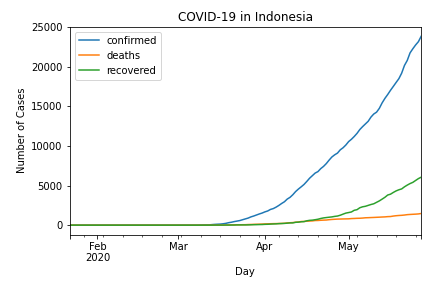 COVID-19 in Indonesia
25000
20000
15000
10000
5000
0
Number of Cases
confirmed
deaths
recovered
Feb
2020
Mar
Apr
May
Day